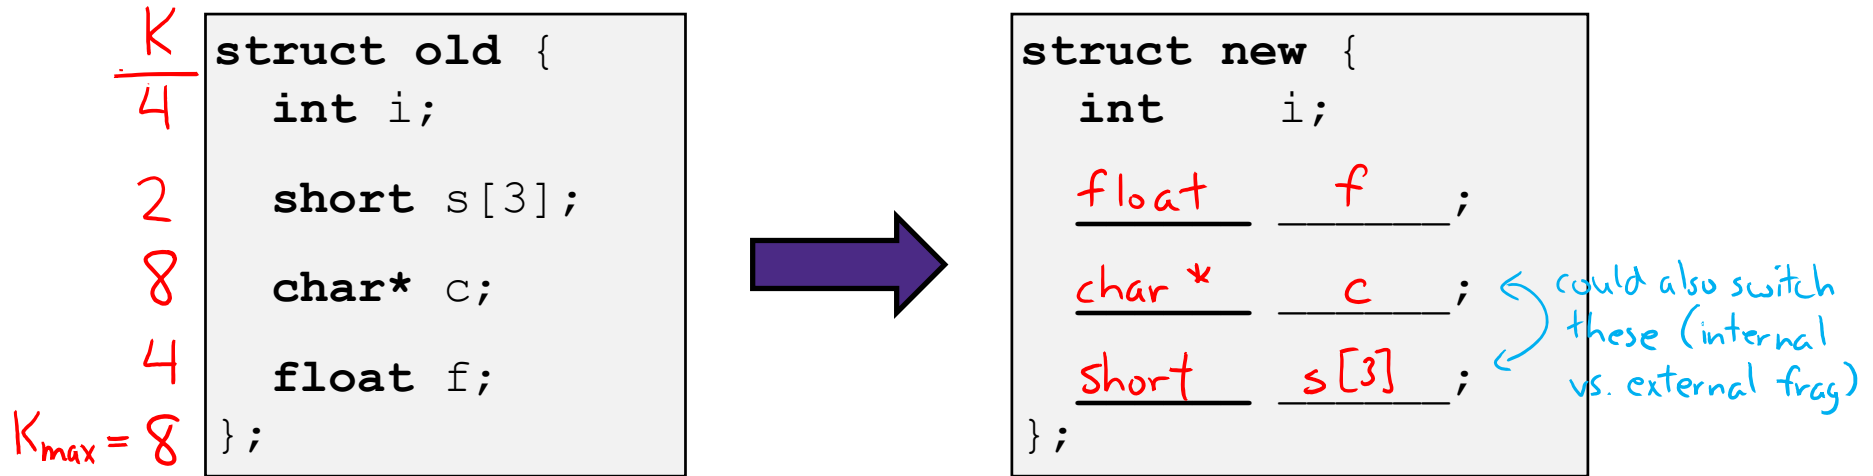 K
4
2
8
4
Kmax = 8
struct old {
int i;
short s[3];
char* c;
float f;
};
struct new {
int i;
float f ;
char * c ;
short s[3] ;
};
could also switch
these (internal
vs. external frag)